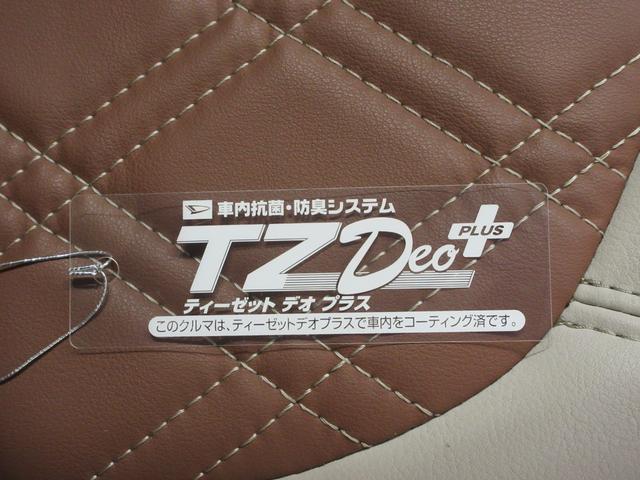 車内抗菌・防臭システム
TZ Deo PLUS
ティーゼット デオ プラス
このクルマは、ティーゼットデオプラスで車内をコーティング済です。